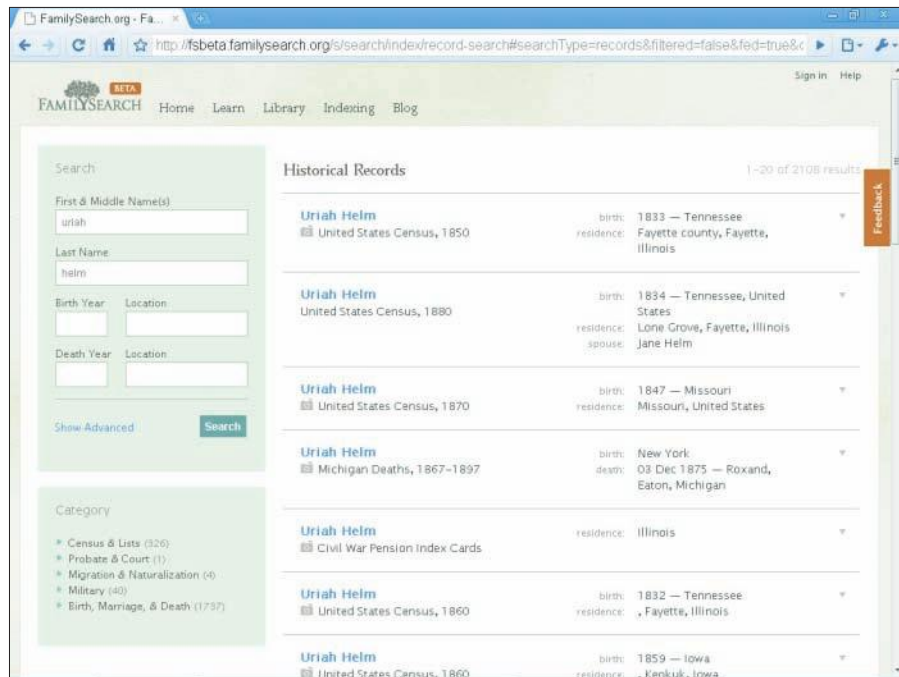 FamilySearch.org - Fa...
http://fsbeta.familysearch.org/s/search/index/record-search#searchType=records&filtered=false&fed=true&c
Sign in Help
BETA
FAMILYSEARCH Home Learn Library Indexing Blog
Search
First & Middle Name(s)
uriah
Last Name
helm
Birth Year Location
Death Year Location
Show Advanced Search
Category
Census & Lists (326)
Probate & Court (1)
Migration & Naturalization (4)
Military (40)
Birth, Marriage, & Death (1737)
Historical Records 1-20 of 2108 results
Uriah Helm birth: 1833 — Tennessee
United States Census, 1850 residence: Fayette county, Fayette,
Illinois
Uriah Helm birth: 1834 — Tennessee, United
United States Census, 1880 States
residence: Lone Grove, Fayette, Illinois
spouse: Jane Helm
Uriah Helm birth: 1847 — Missouri
United States Census, 1870 residence: Missouri, United States
Uriah Helm birth: New York
Michigan Deaths, 1867-1897 death: 03 Dec 1875 — Roxand,
Eaton, Michigan
Uriah Helm residence: Illinois
Civil War Pension Index Cards
Uriah Helm birth: 1832 — Tennessee
United States Census, 1860 residence: , Fayette, Illinois
Uriah Helm birth: 1859 — Iowa
United States Census, 1860 residence: , Keokuk, Iowa
Feedback